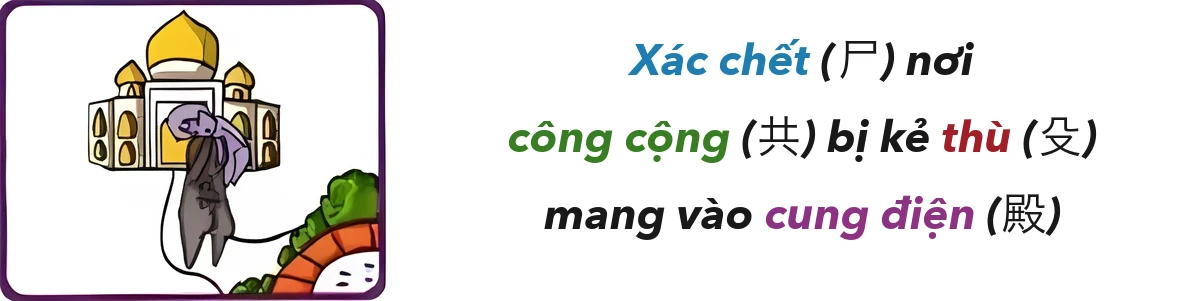 Xác chết (尸) nơi
công cộng (共) bị kẻ thù (殳)
mang vào cung điện (殿)